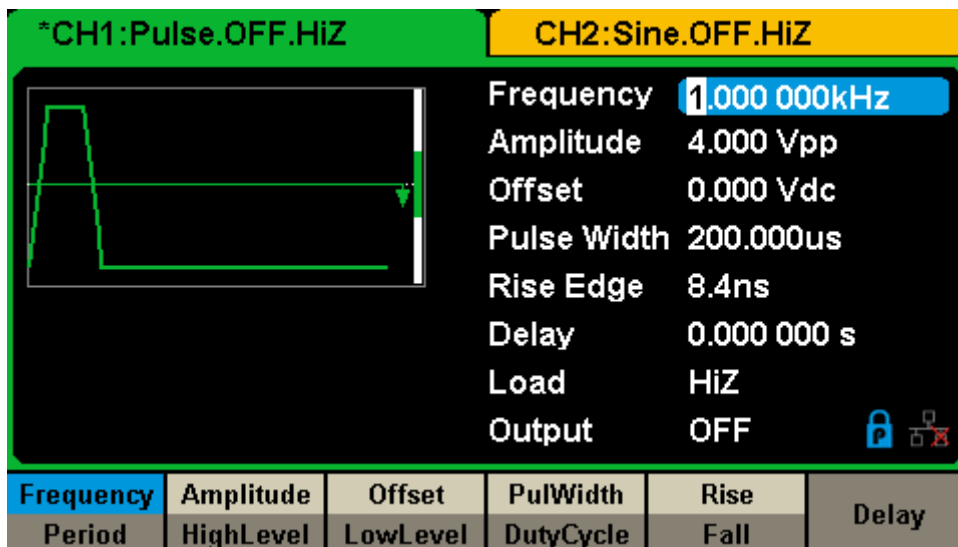 *CH1:Pulse.OFF.HiZ CH2:Sine.OFF.HiZ
Frequency 1.000 000kHz
Amplitude 4.000 Vpp
Offset 0.000 Vdc
Pulse Width 200.000us
Rise Edge 8.4ns
Delay 0.000 000 s
Load HiZ
Output OFF P
Frequency Amplitude Offset PulWidth Rise Delay
Period HighLevel LowLevel DutyCycle Fall